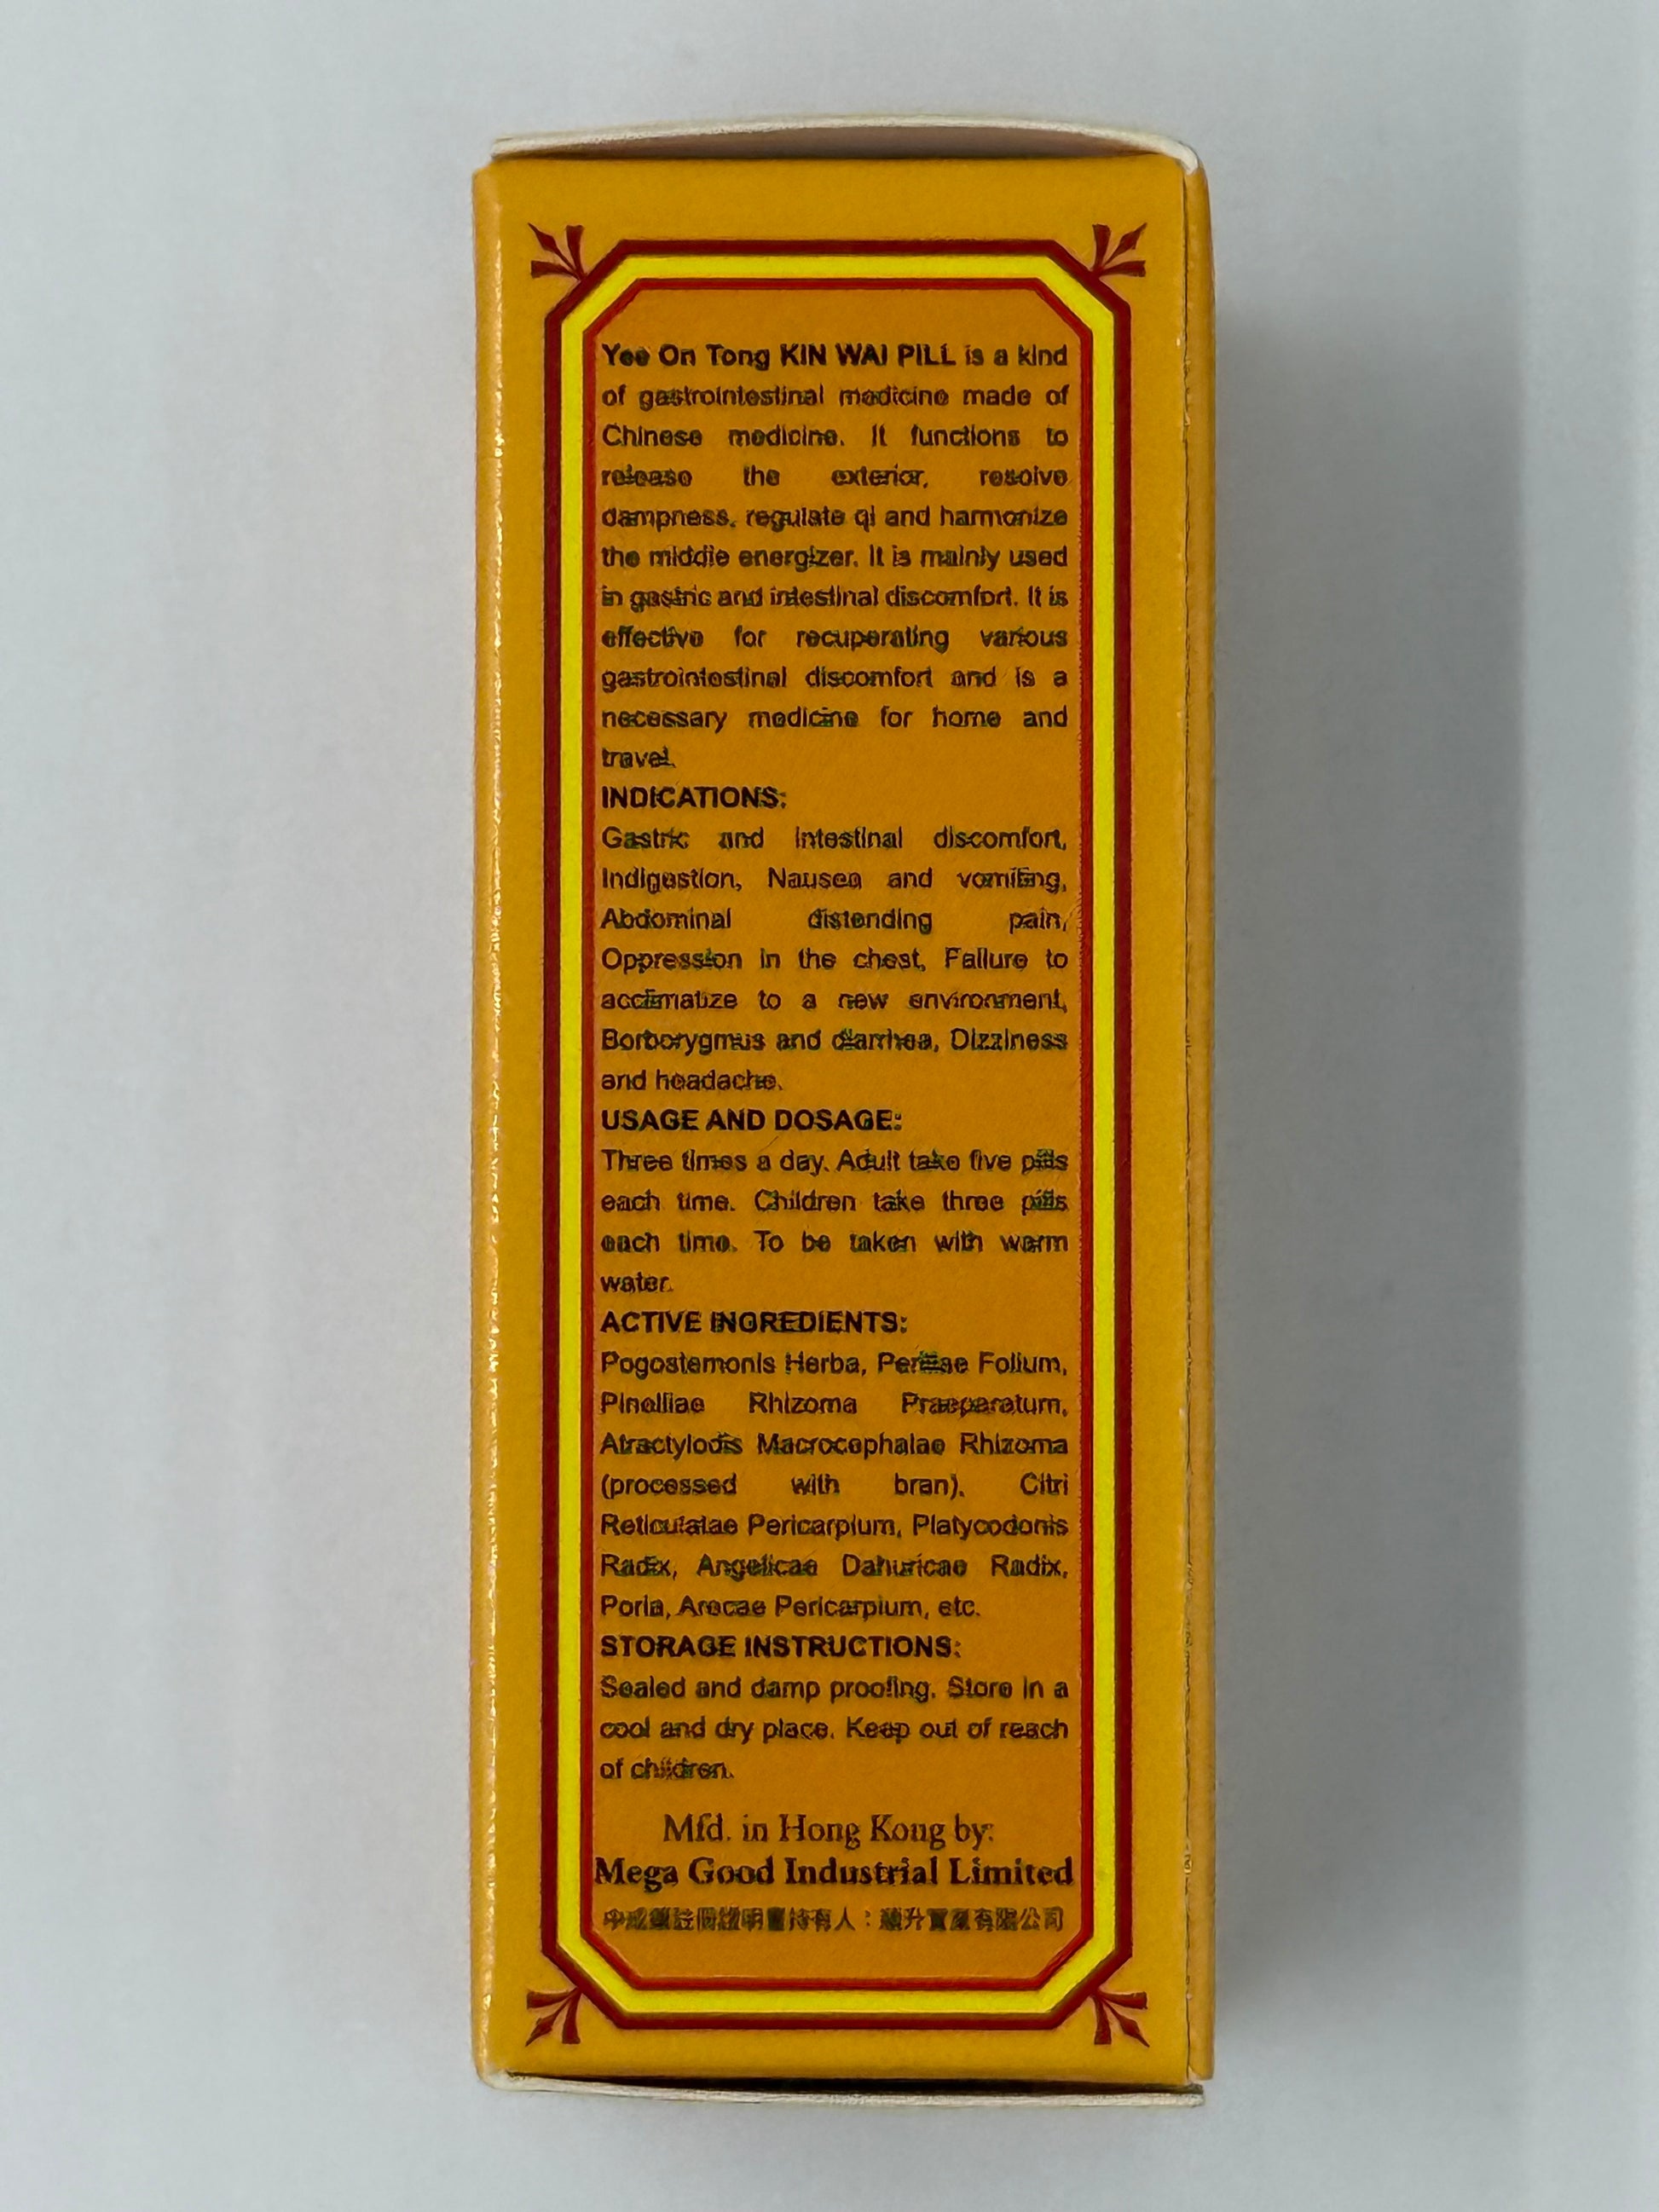 Yee On Tong KIN WAI PILL is a kind
of gastrointestinal medicine made of
Chinese medicine. It functions to
release the exterior, resolve
dampness, regulate qi and harmonize
the middle energizer. It is mainly used
in gastric and intestinal discomfort. It is
effective for recuperating various
gastrointestinal discomfort and is a
necessary medicine for home and
travel.
INDICATIONS:
Gastric and intestinal discomfort,
Indigestion, Nausea and vomiting,
Abdominal distending pain,
Oppression in the chest, Failure to
acclimatize to a new environment,
Borborygmus and diarrhea, Dizziness
and headache.
USAGE AND DOSAGE:
Three times a day. Adult take five pills
each time. Children take three pills
each time. To be taken with warm
water.
ACTIVE INGREDIENTS:
Pogostemonis Herba, Perillae Folium,
Pinelliae Rhizoma Praeparatum,
Atractylodis Macrocephalae Rhizoma
(processed with bran), Citri
Reticulatae Pericarpium, Platycodonis
Radix, Angelicae Dahuricae Radix,
Poria, Arecae Pericarpium, etc.
STORAGE INSTRUCTIONS:
Sealed and damp proofing. Store in a
cool and dry place. Keep out of reach
of children.
Mfd. in Hong Kong by:
Mega Good Industrial Limited
中成藥註冊證明書持有人：升實業有限公司